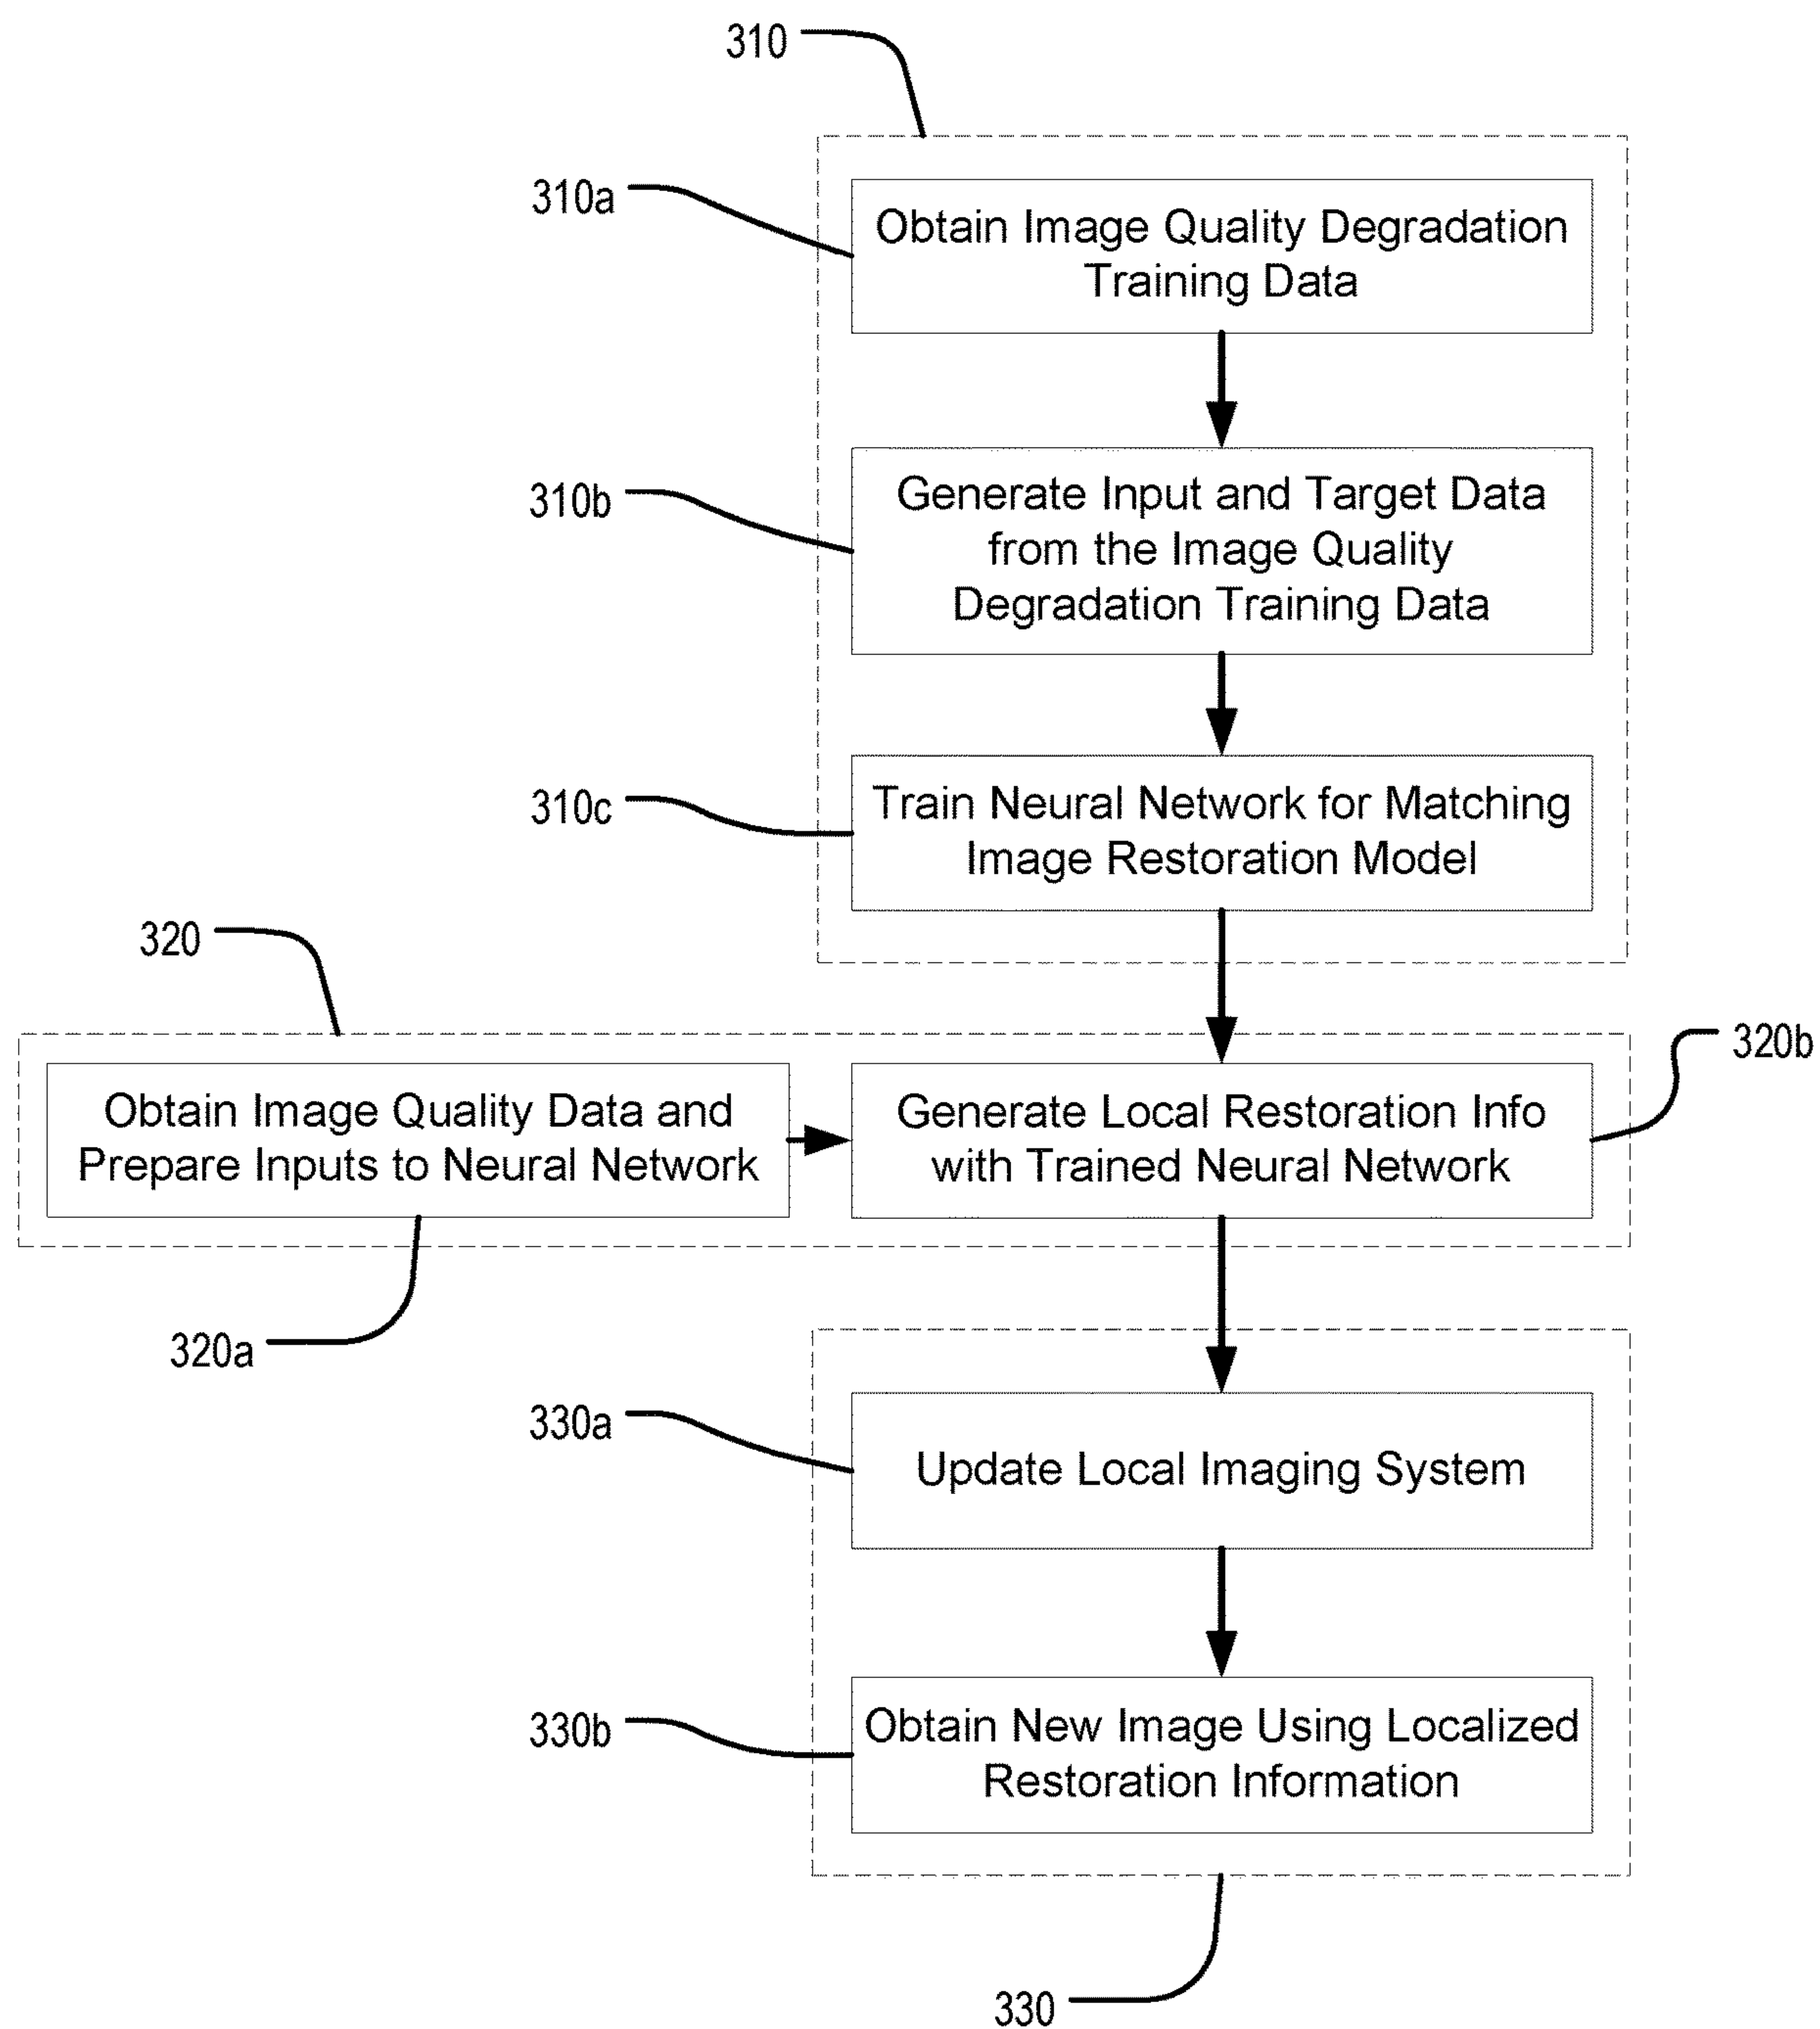 310
310a
Obtain Image Quality Degradation
Training Data
310b
Generate Input and Target Data
from the Image Quality
Degradation Training Data
310c
Train Neural Network for Matching
Image Restoration Model
320
320b
Obtain Image Quality Data and
Prepare Inputs to Neural Network
Generate Local Restoration Info
with Trained Neural Network
320a
330a
Update Local Imaging System
330b
Obtain New Image Using Localized
Restoration Information
330